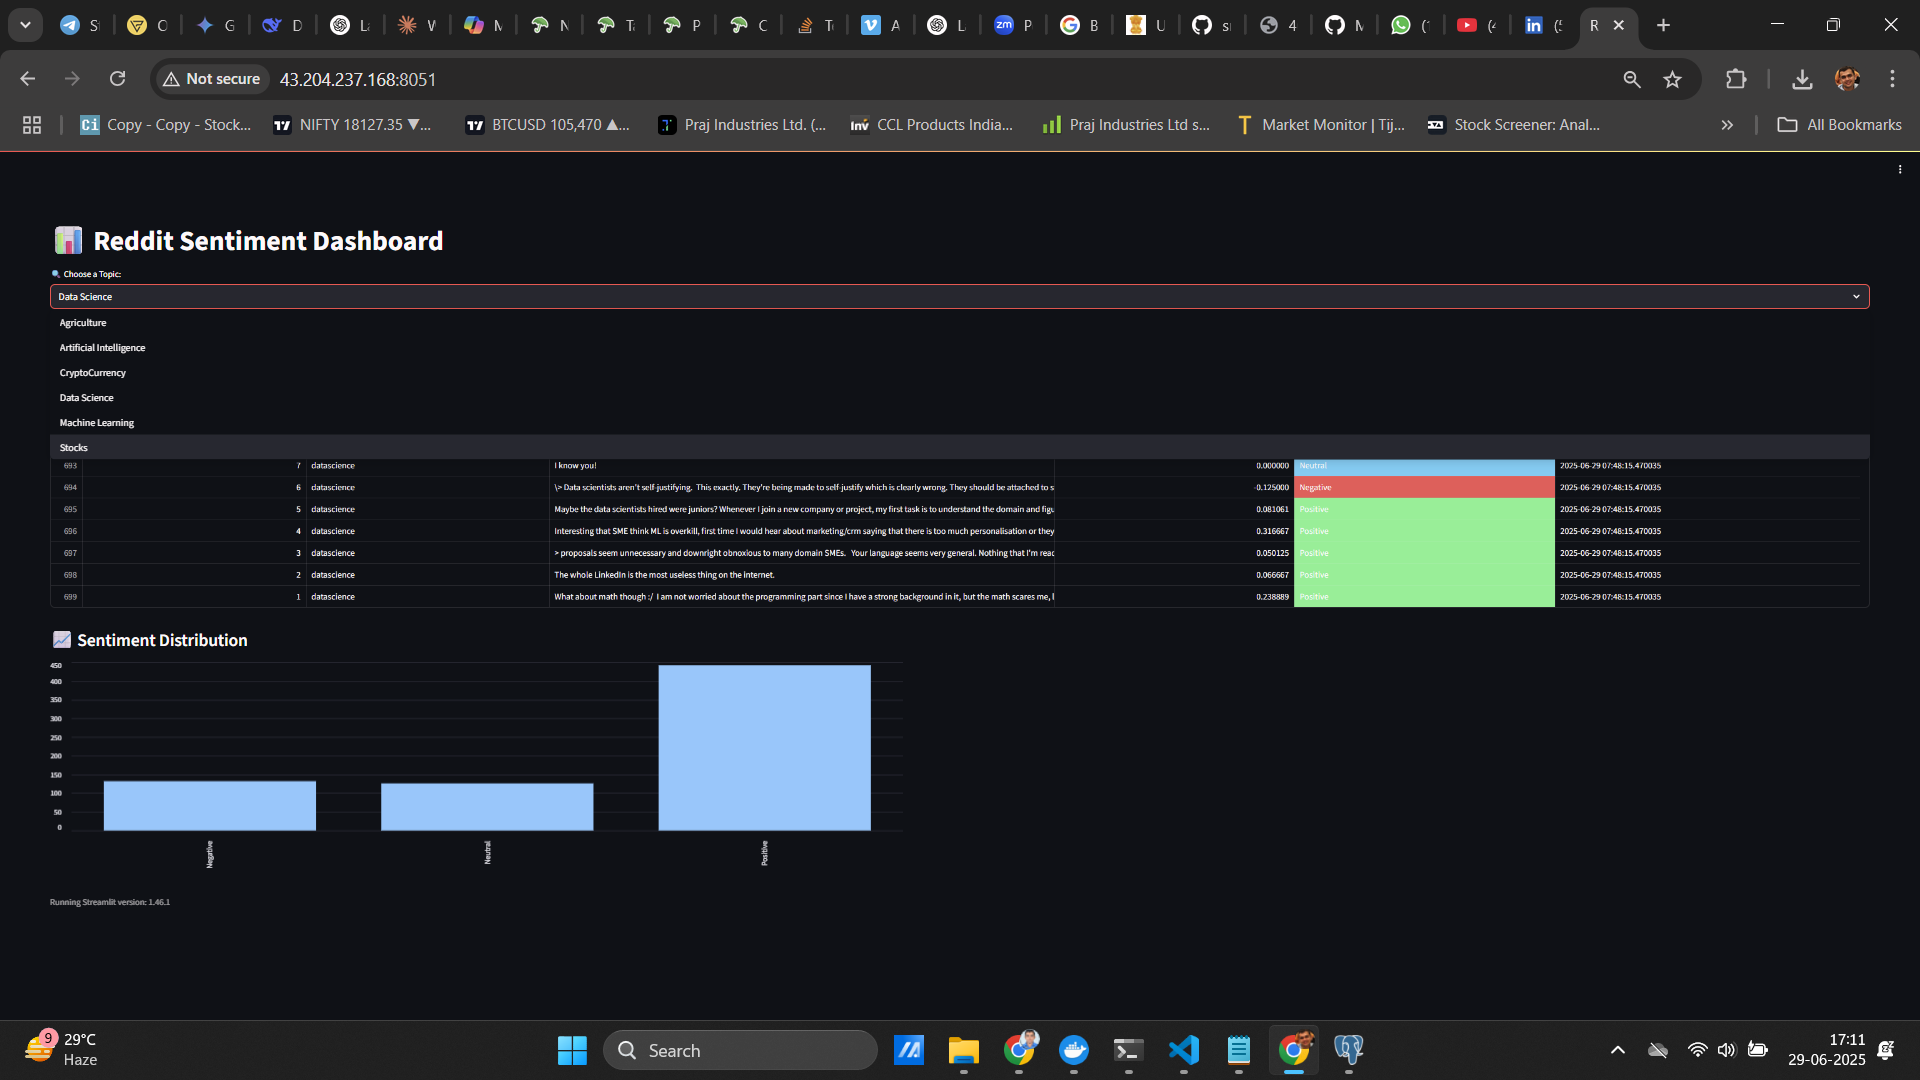 S O G D L W M N T P C T A L P B U s 4 M ( ( ( R
Not secure 43.204.237.168:8051
Copy - Copy - Stock... NIFTY 18127.35 ▼... BTCUSD 105,470 ▲... Praj Industries Ltd. (... CCL Products India... Praj Industries Ltd s... Market Monitor | Tij... Stock Screener: Anal... » All Bookmarks
Reddit Sentiment Dashboard
Choose a Topic:
Data Science
Agriculture
Artificial Intelligence
CryptoCurrency
Data Science
Machine Learning
Stocks
693 7 datascience I know you! 0.000000 Neutral 2025-06-29 07:48:15.470035
694 6 datascience \> Data scientists aren't self-justifying. This exactly. They're being made to self-justify which is clearly wrong. They should be attached to s -0.125000 Negative 2025-06-29 07:48:15.470035
695 5 datascience Maybe the data scientists hired were juniors? Whenever I join a new company or project, my first task is to understand the domain and figu 0.081061 Positive 2025-06-29 07:48:15.470035
696 4 datascience Interesting that SME think ML is overkill, first time I would hear about marketing/crm saying that there is too much personalisation or they 0.316667 Positive 2025-06-29 07:48:15.470035
697 3 datascience > proposals seem unnecessary and downright obnoxious to many domain SMEs. Your language seems very general. Nothing that I'm reac 0.050125 Positive 2025-06-29 07:48:15.470035
698 2 datascience The whole LinkedIn is the most useless thing on the internet. 0.066667 Positive 2025-06-29 07:48:15.470035
699 1 datascience What about math though :/ I am not worried about the programming part since I have a strong background in it, but the math scares me, I 0.238889 Positive 2025-06-29 07:48:15.470035
Sentiment Distribution
450
400
350
300
250
200
150
100
50
0
Negative Neutral Positive
Running Streamlit version: 1.46.1
9 29°C
Haze
Search
17:11
29-06-2025